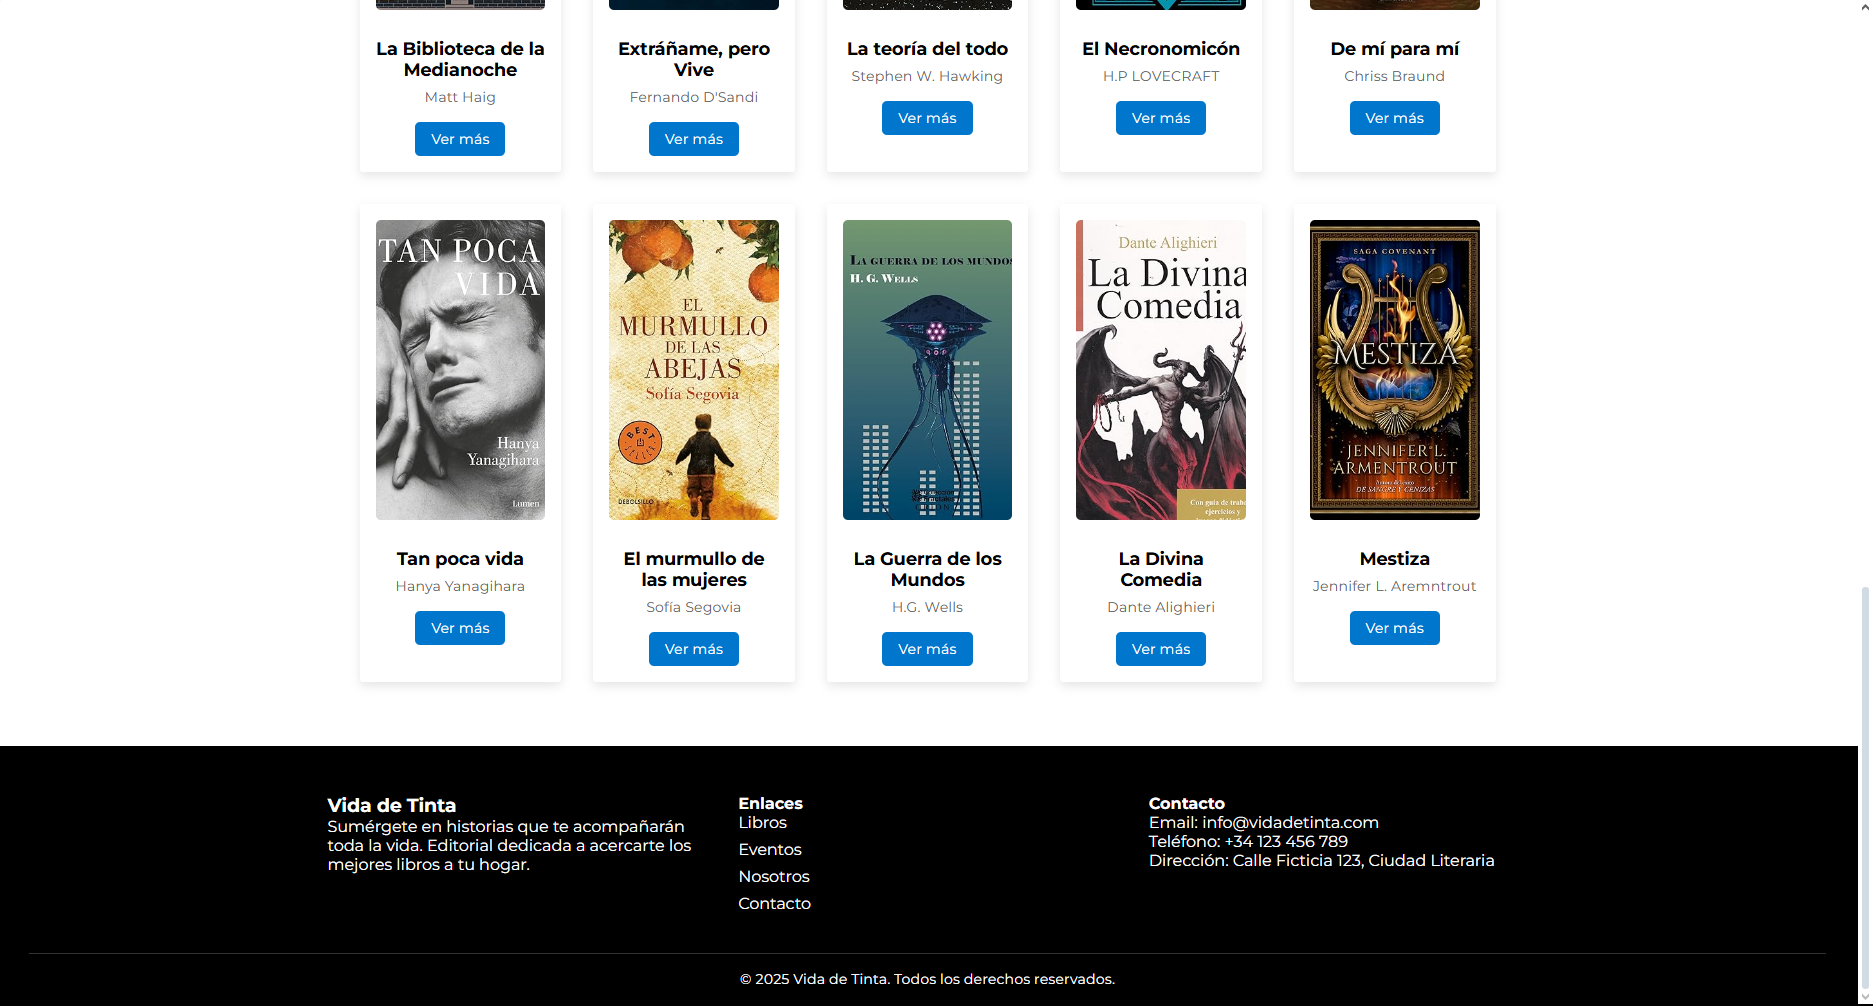 La Biblioteca de la
Medianoche
Matt Haig
Ver más
Extráñame, pero
Vive
Fernando D'Sandi
Ver más
La teoría del todo
Stephen W. Hawking
Ver más
El Necronomicón
H.P LOVECRAFT
Ver más
De mí para mí
Chriss Braund
Ver más
TAN POCA
VIDA
Hanya
Yanagihara
Lumen
Tan poca vida
Hanya Yanagihara
Ver más
EL
MURMULLO
DE LAS
ABEJAS
Sofía Segovia
BEST
SELLER
DEBOLSILLO
El murmullo de
las mujeres
Sofía Segovia
Ver más
LA GUERRA DE LOS MUNDOS
H. G. WELLS
La Guerra de los
Mundos
H.G. Wells
Ver más
Dante Alighieri
La Divina
Comedia
Con guía de trab
ejercicios y
La Divina
Comedia
Dante Alighieri
Ver más
SAGA COVENANT
MESTIZA
JENNIFER L.
ARMENTROUT
DE SANGRE Y CENIZAS
Mestiza
Jennifer L. Aremntrout
Ver más
Vida de Tinta
Sumérgete en historias que te acompañarán
toda la vida. Editorial dedicada a acercarte los
mejores libros a tu hogar.
Enlaces
Libros
Eventos
Nosotros
Contacto
Contacto
Email: info@vidadetinta.com
Teléfono: +34 123 456 789
Dirección: Calle Ficticia 123, Ciudad Literaria
© 2025 Vida de Tinta. Todos los derechos reservados.